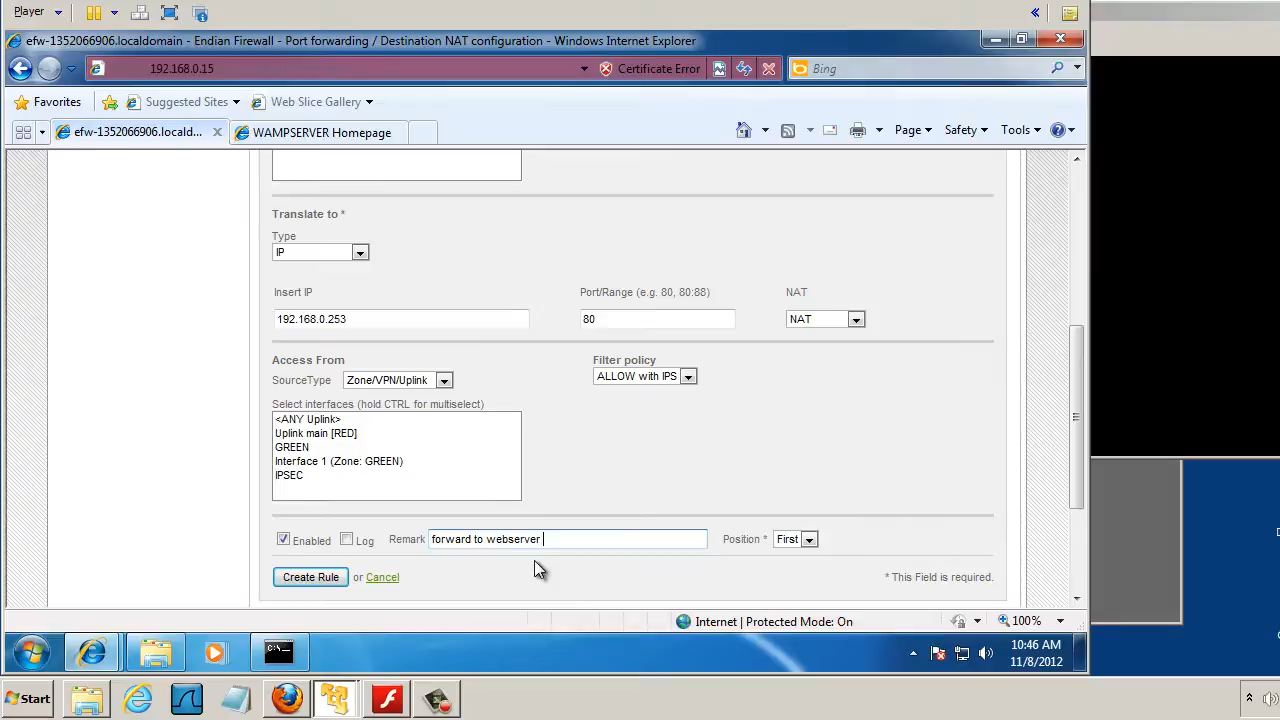 Player
efw-1352066906.localdomain - Endian Firewall - Port forwarding / Destination NAT configuration - Windows Internet Explorer
192.168.0.15
Certificate Error
Bing
Favorites
Suggested Sites
Web Slice Gallery
efw-1352066906.locald...
WAMPSERVER Homepage
Page
Safety
Tools
Translate to *
Type
IP
Insert IP
Port/Range (e.g. 80, 80:88)
NAT
192.168.0.253
80
NAT
Access From
Filter policy
SourceType
Zone/VPN/Uplink
ALLOW with IPS
Select interfaces (hold CTRL for multiselect)
<ANY Uplink>
Uplink main [RED]
GREEN
Interface 1 (Zone: GREEN)
IPSEC
Enabled
Log
Remark
forward to webserver
Position *
First
Create Rule
or Cancel
* This Field is required.
Internet | Protected Mode: On
100%
C:\
10:46 AM
11/8/2012
Start